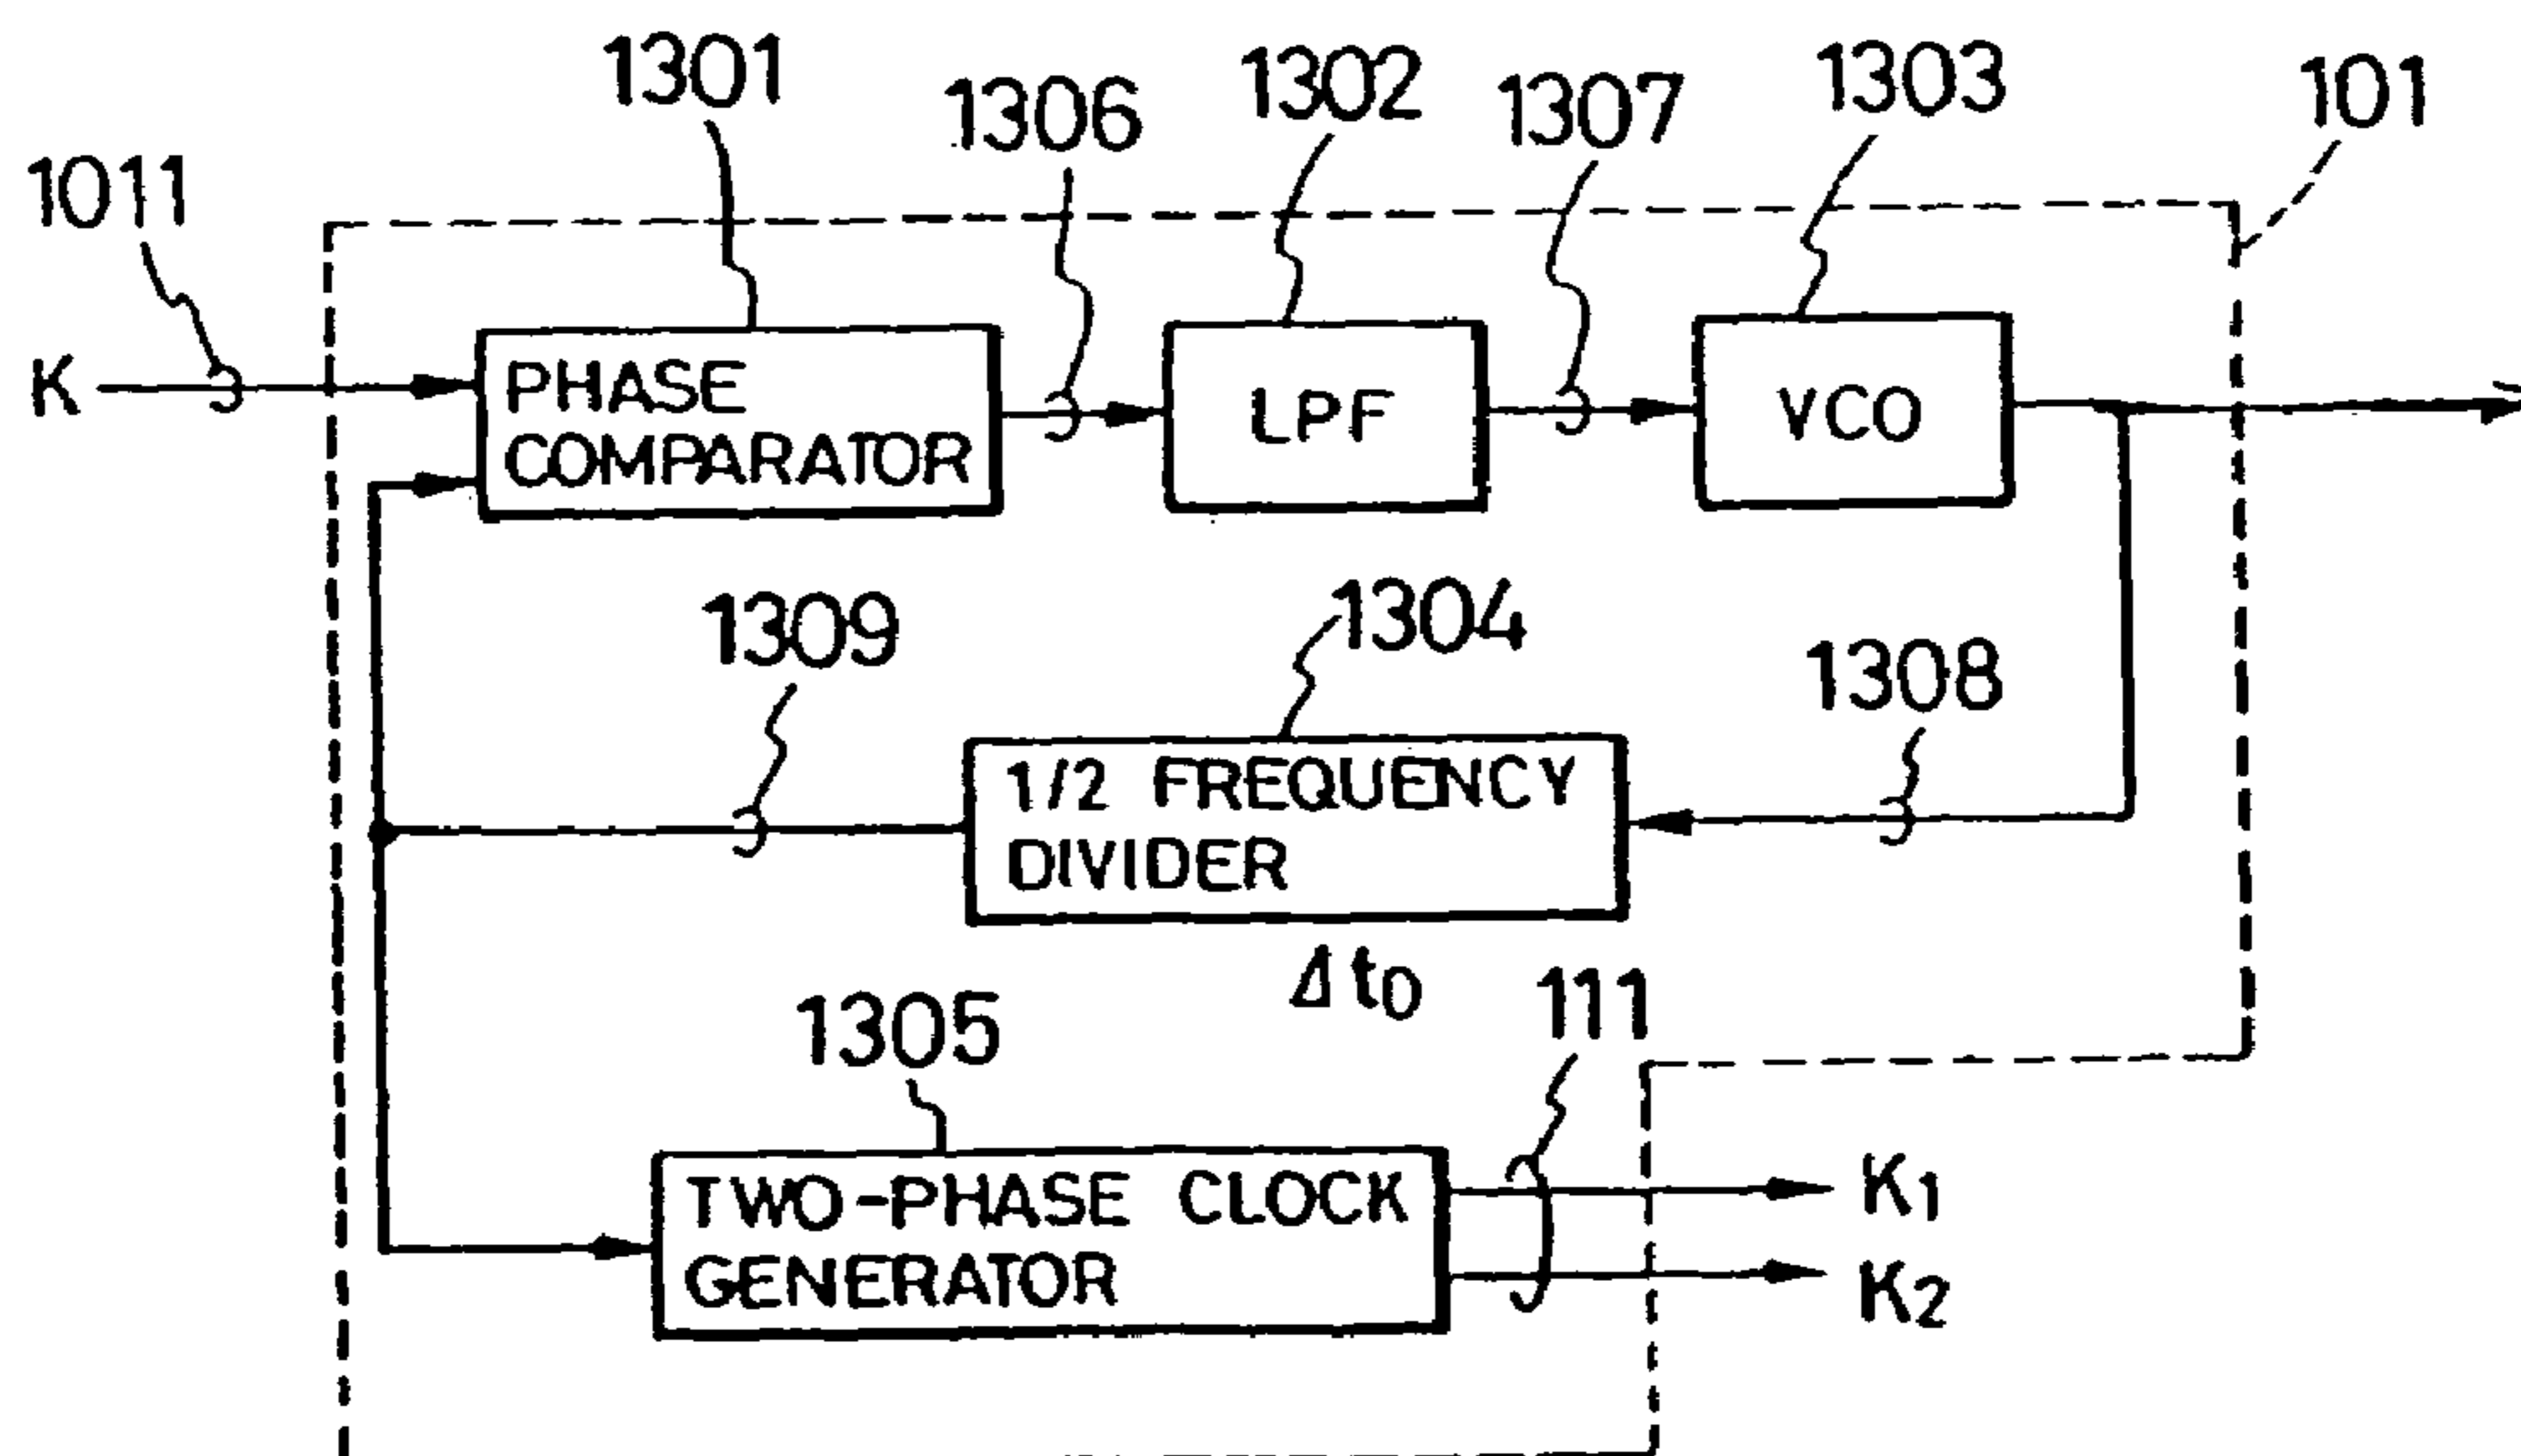 1301
1306
1302
1307
1303
101
1011
K
PHASE
COMPARATOR
LPF
VCO
1309
1304
1308
1/2 FREQUENCY
DIVIDER
Δt0
1305
111
TWO-PHASE CLOCK
GENERATOR
K1
K2